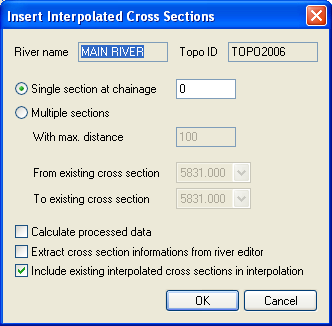 Insert Interpolated Cross Sections
River name MAIN RIVER Topo ID TOPO2006
Single section at chainage 0
Multiple sections
With max. distance 100
From existing cross section 5831.000
To existing cross section 5831.000
Calculate processed data
Extract cross section informations from river editor
Include existing interpolated cross sections in interpolation
OK Cancel